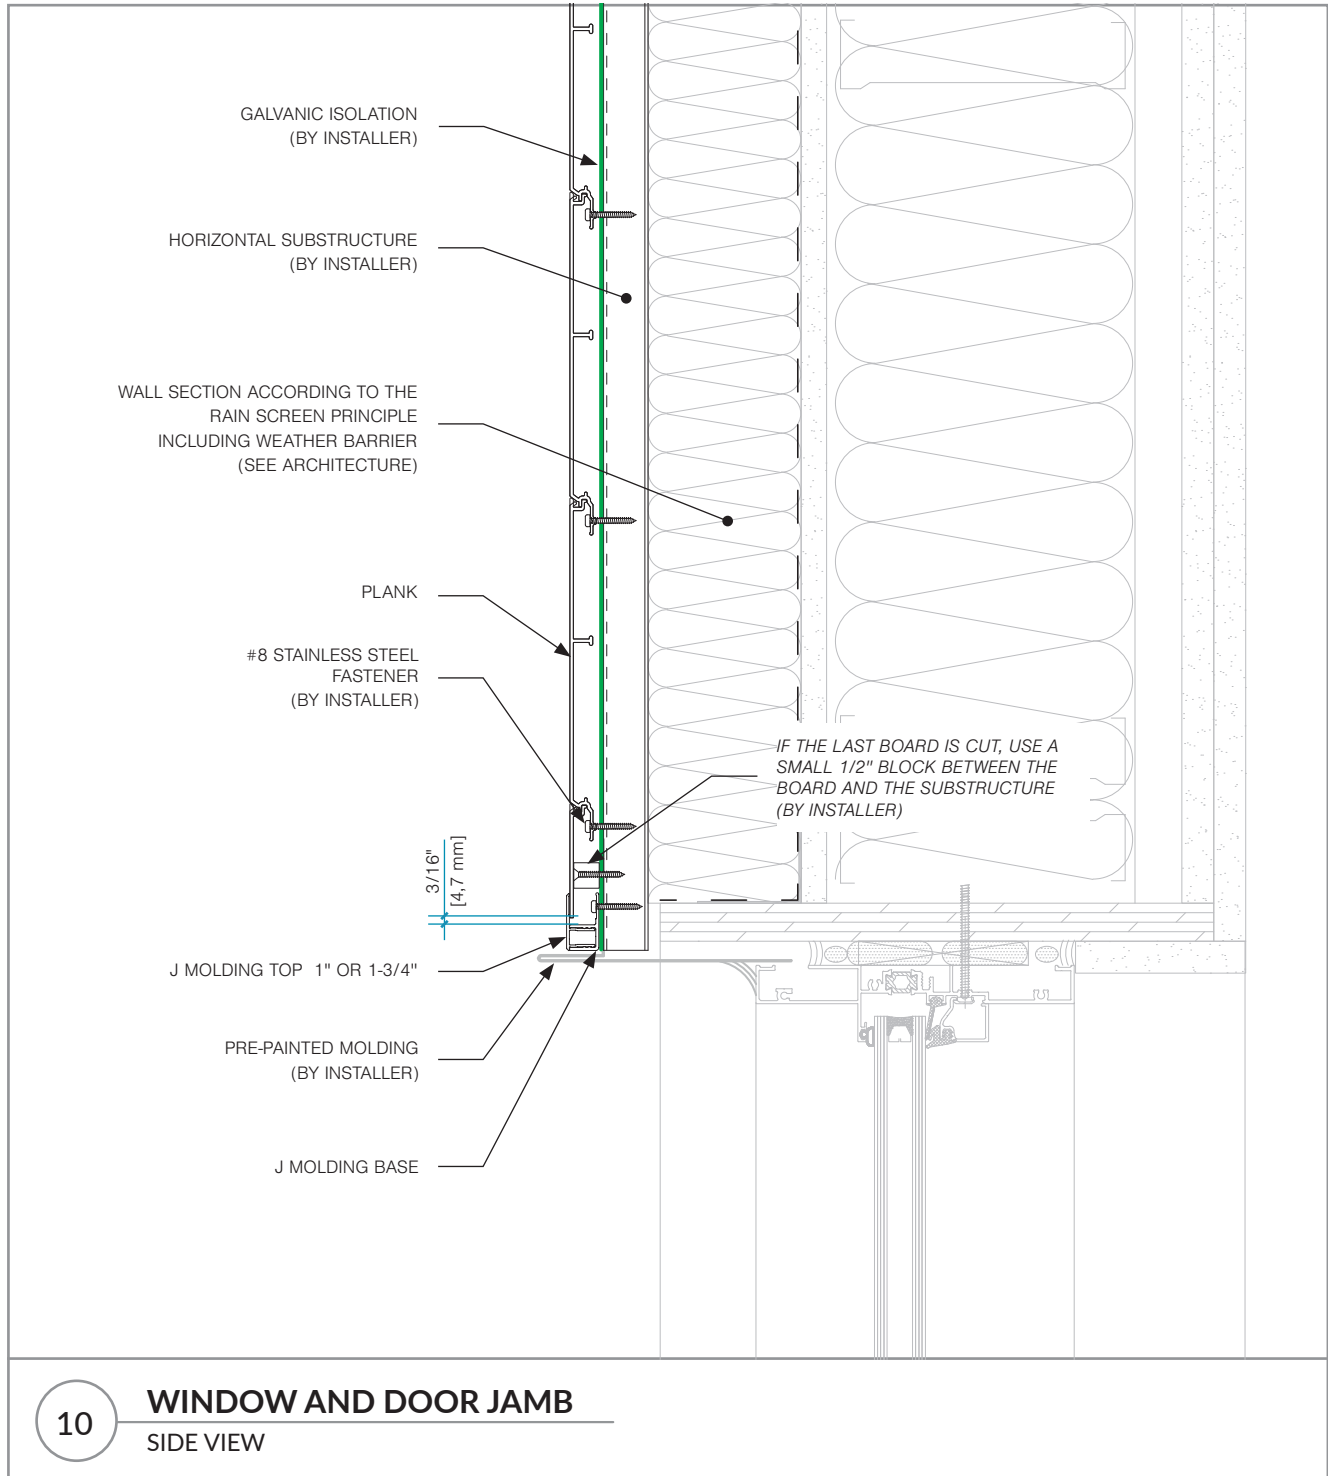 GALVANIC ISOLATION
(BY INSTALLER)
HORIZONTAL SUBSTRUCTURE
(BY INSTALLER)
WALL SECTION ACCORDING TO THE
RAIN SCREEN PRINCIPLE
INCLUDING WEATHER BARRIER
(SEE ARCHITECTURE)
PLANK
#8 STAINLESS STEEL
FASTENER
(BY INSTALLER)
IF THE LAST BOARD IS CUT, USE A
SMALL 1/2" BLOCK BETWEEN THE
BOARD AND THE SUBSTRUCTURE
(BY INSTALLER)
3/16"
[4,7 mm]
J MOLDING TOP 1" OR 1-3/4"
PRE-PAINTED MOLDING
(BY INSTALLER)
J MOLDING BASE
10
WINDOW AND DOOR JAMB
SIDE VIEW